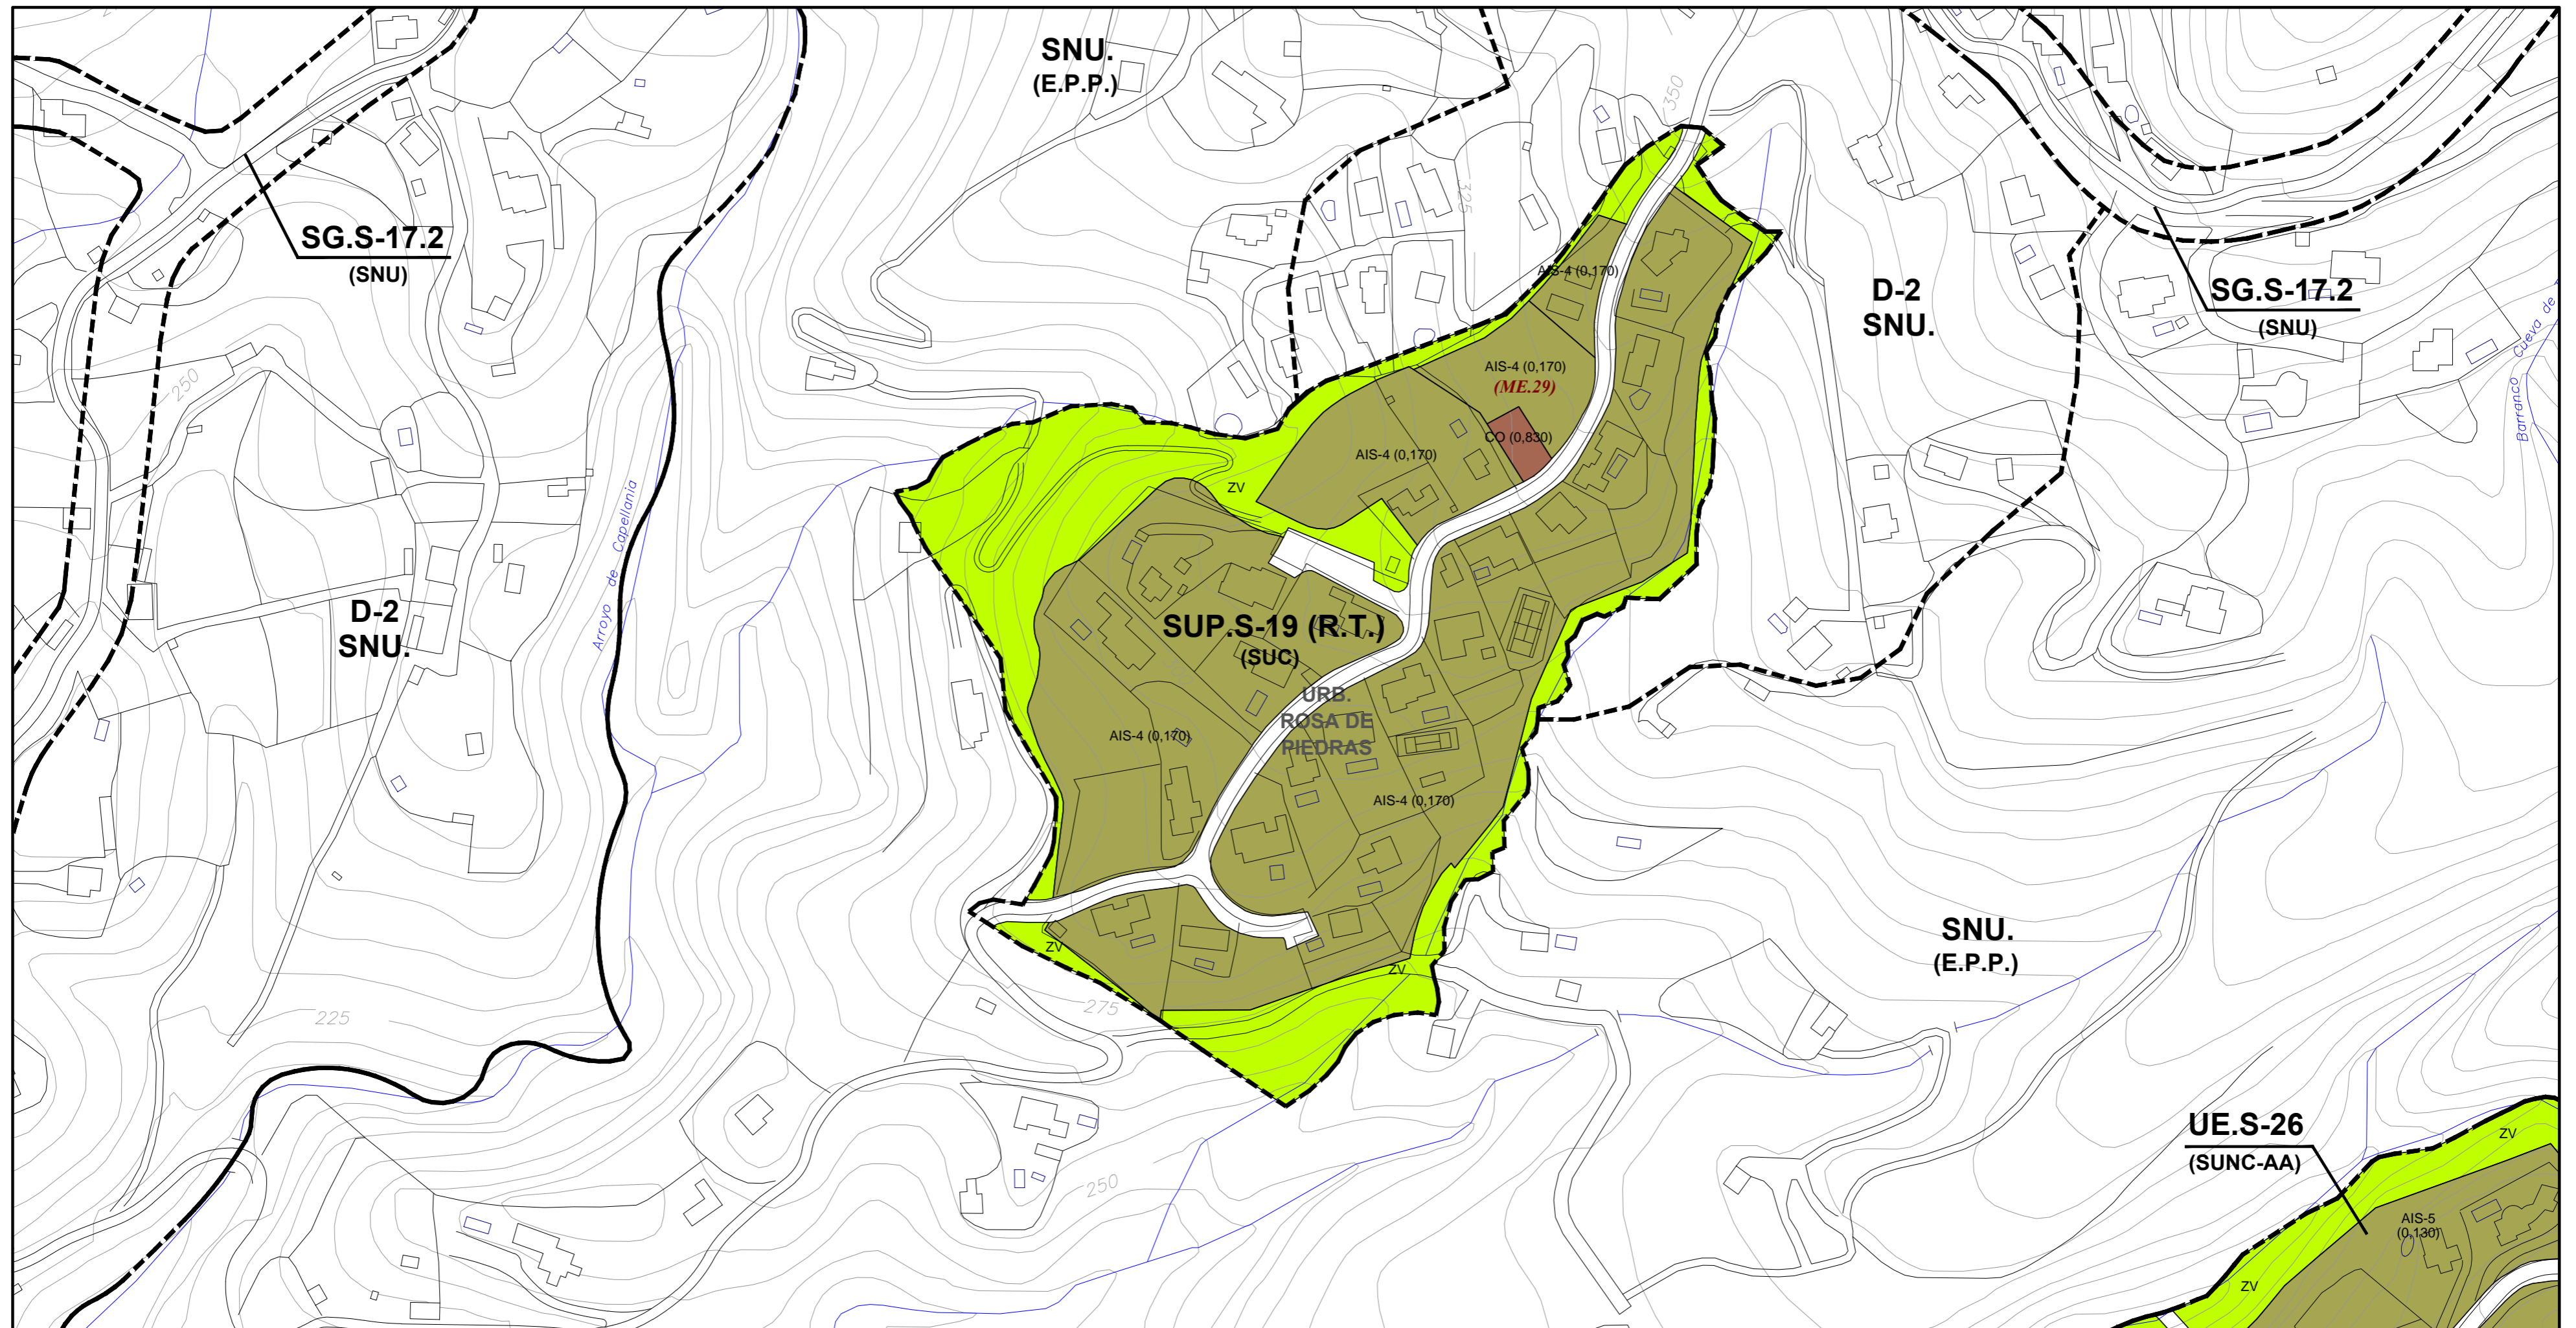 SNU.
(E.P.P.)
350
325
SG.S-17.2
(SNU)
AIS-4 (0,170)
D-2
SNU.
SG.S-17.2
(SNU)
Barranco Cueva de
250
AIS-4 (0,170)
(ME.29)
CO (0,830)
AIS-4 (0,170)
ZV
Arroyo de Capellania
D-2
SNU.
SUP.S-19 (R.T.)
(SUC)
URB.
ROSA DE
PIEDRAS
AIS-4 (0,170)
AIS-4 (0,170)
ZV
ZV
SNU.
(E.P.P.)
225
275
250
UE.S-26
(SUNC-AA)
ZV
AIS-5
(0,130)
ZV